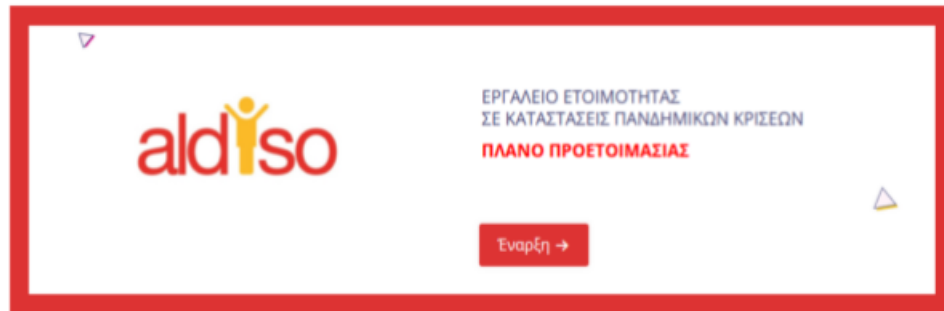 aldiso
ΕΡΓΑΛΕΙΟ ΕΤΟΙΜΟΤΗΤΑΣ
ΣΕ ΚΑΤΑΣΤΑΣΕΙΣ ΠΑΝΔΗΜΙΚΩΝ ΚΡΙΣΕΩΝ
ΠΛΑΝΟ ΠΡΟΕΤΟΙΜΑΣΙΑΣ
Έναρξη →